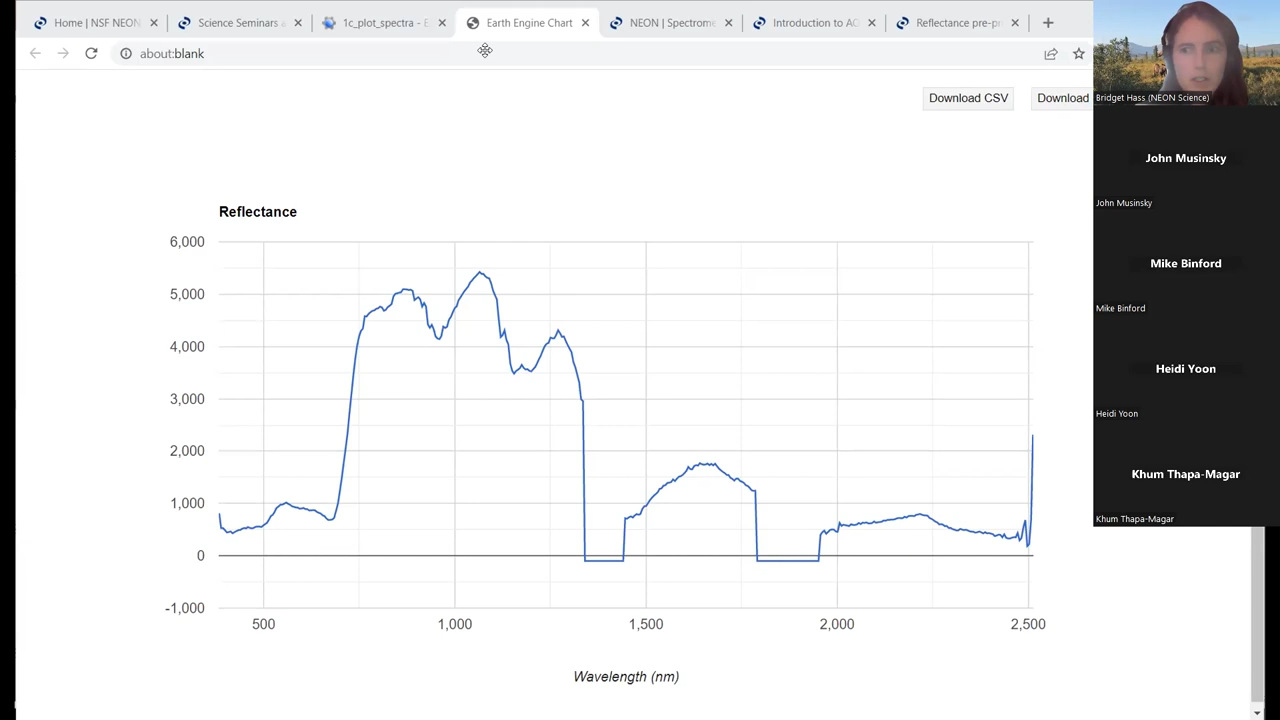 Home | NSF NEON
Science Seminars a
1c_plot_spectra - E
Earth Engine Chart
NEON | Spectrome
Introduction to AO
Reflectance pre-pr
about:blank
Download CSV
Download
Reflectance
6,000
5,000
4,000
3,000
2,000
1,000
0
-1,000
500
1,000
1,500
2,000
2,500
Wavelength (nm)
Bridget Hass (NEON Science)
John Musinsky
John Musinsky
Mike Binford
Mike Binford
Heidi Yoon
Heidi Yoon
Khum Thapa-Magar
Khum Thapa-Magar